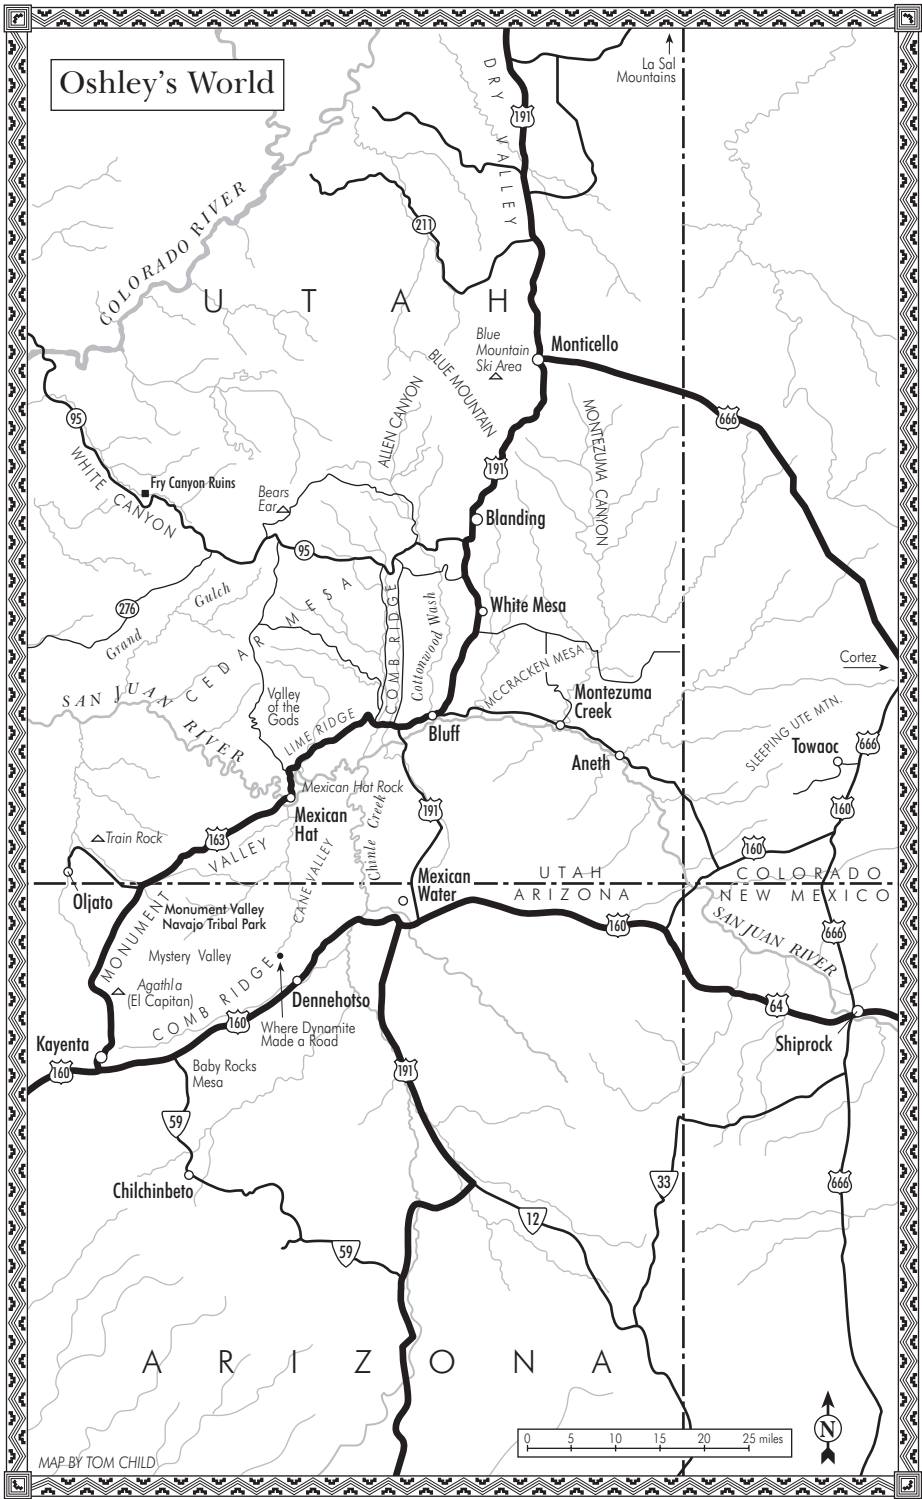 Oshley's World
La Sal
Mountains
DRY VALLEY
191
COLORADO RIVER
211
UTAH
Blue
Mountain
Ski Area
Monticello
BLUE MOUNTAIN
ALLEN CANYON
MONTEZUMA CANYON
666
95
WHITE CANYON
Fry Canyon Ruins
Bears
Ear
191
Blanding
95
276
Grand Gulch
CEDAR MESA
COMB RIDGE
Cottonwood Wash
White Mesa
Cortez
SAN JUAN RIVER
Valley
of the
Gods
LIME RIDGE
MCCRACKEN MESA
Montezuma
Creek
Bluff
SLEEPING UTE MTN.
Towaoc
666
Aneth
Mexican Hat Rock
Mexican
Hat
Chinle Creek
191
160
Train Rock
163
MONUMENT VALLEY
CANE VALLEY
160
Mexican
Water
UTAH
ARIZONA
COLORADO
NEW MEXICO
Oljato
Monument Valley
Navajo Tribal Park
160
SAN JUAN RIVER
666
Mystery Valley
Agathla
(El Capitan)
COMB RIDGE
Dennehotso
64
160
Where Dynamite
Made a Road
Shiprock
Kayenta
160
Baby Rocks
Mesa
191
59
Chilchinbeto
33
666
12
59
ARIZONA
N
0 5 10 15 20 25 miles
MAP BY TOM CHILD